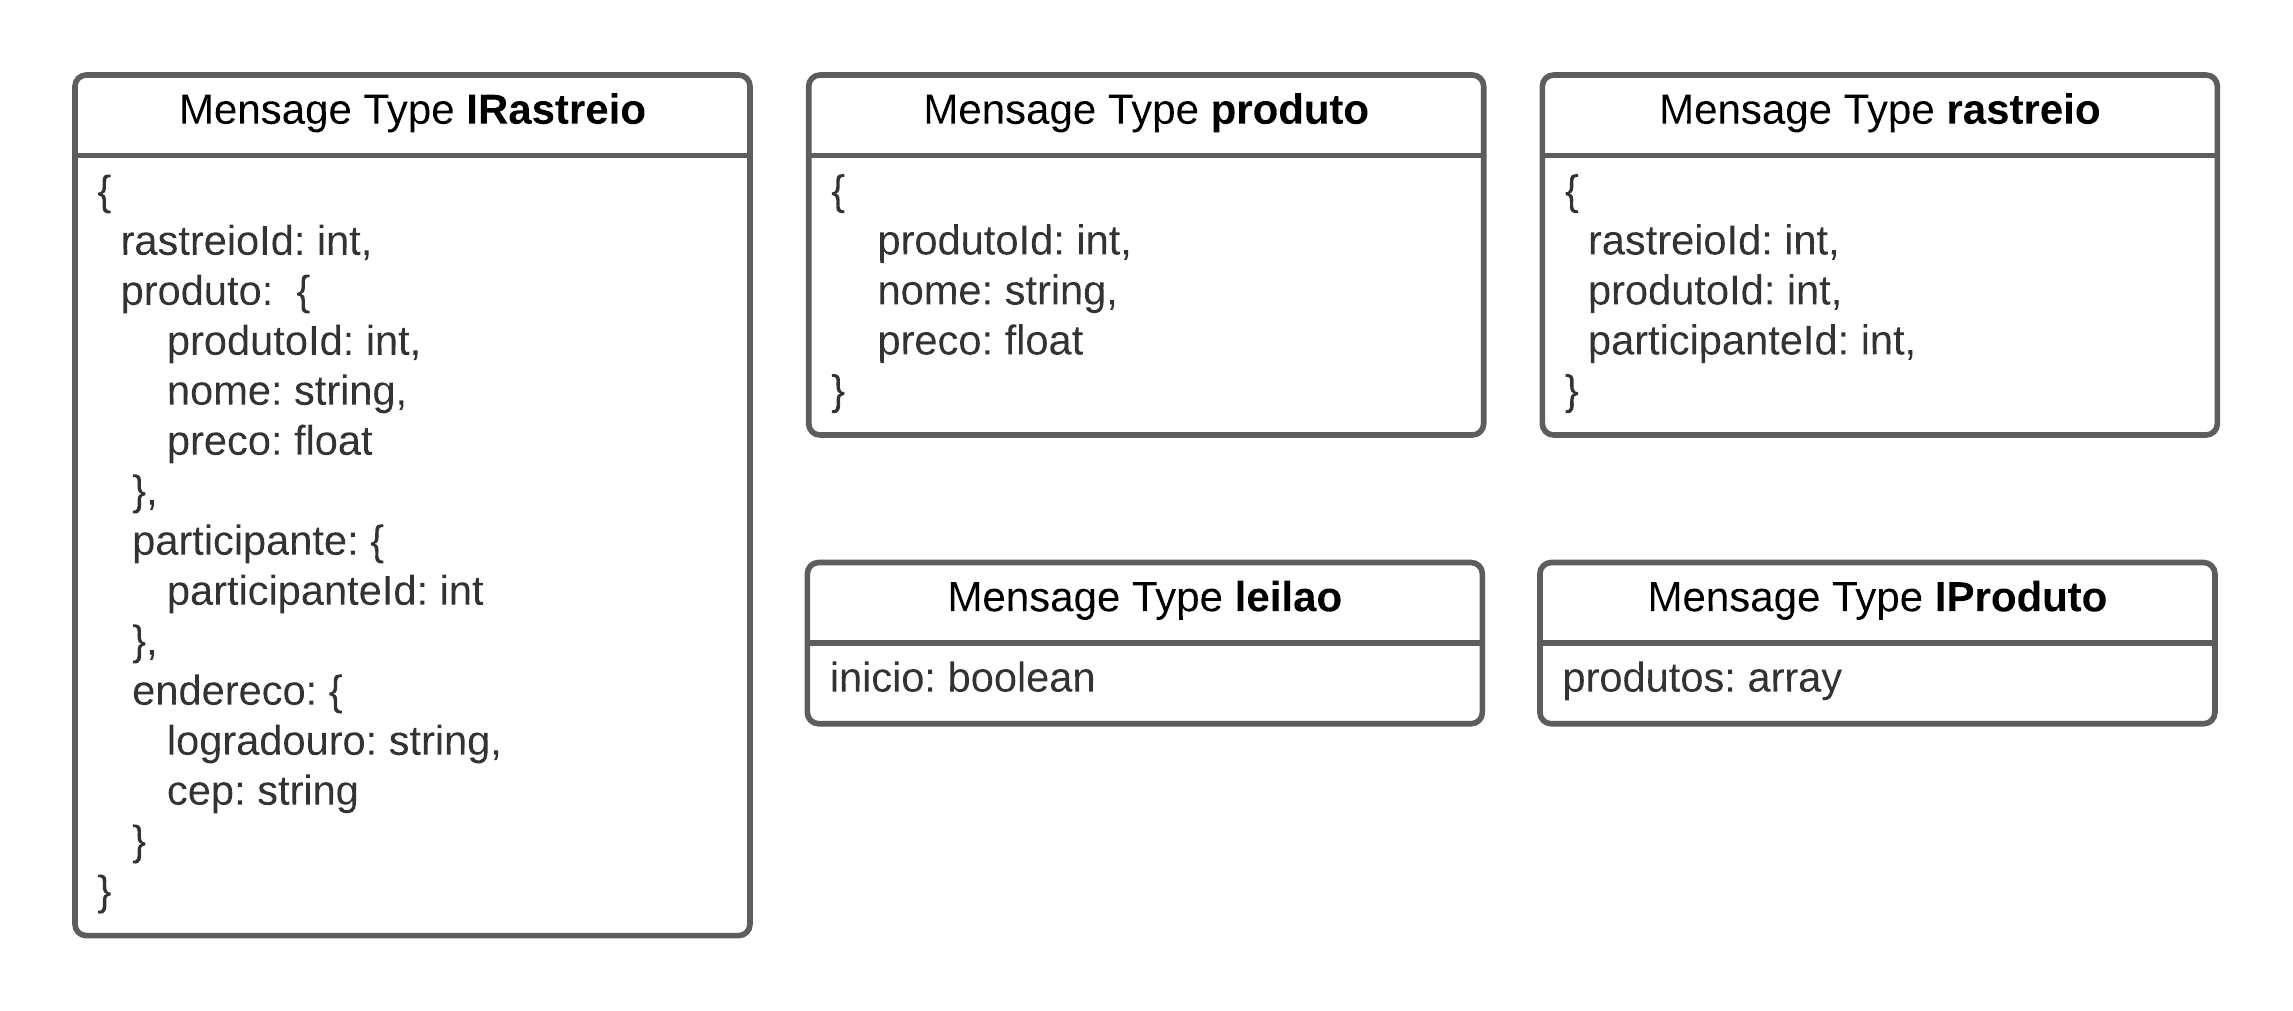 Mensage Type IRastreio
{
rastreioId: int,
produto: {
produtoId: int,
nome: string,
preco: float
},
participante: {
participanteId: int
},
endereco: {
logradouro: string,
cep: string
}
}
Mensage Type produto
{
produtoId: int,
nome: string,
preco: float
}
Mensage Type rastreio
{
rastreioId: int,
produtoId: int,
participanteId: int,
}
Mensage Type leilao
inicio: boolean
Mensage Type IProduto
produtos: array